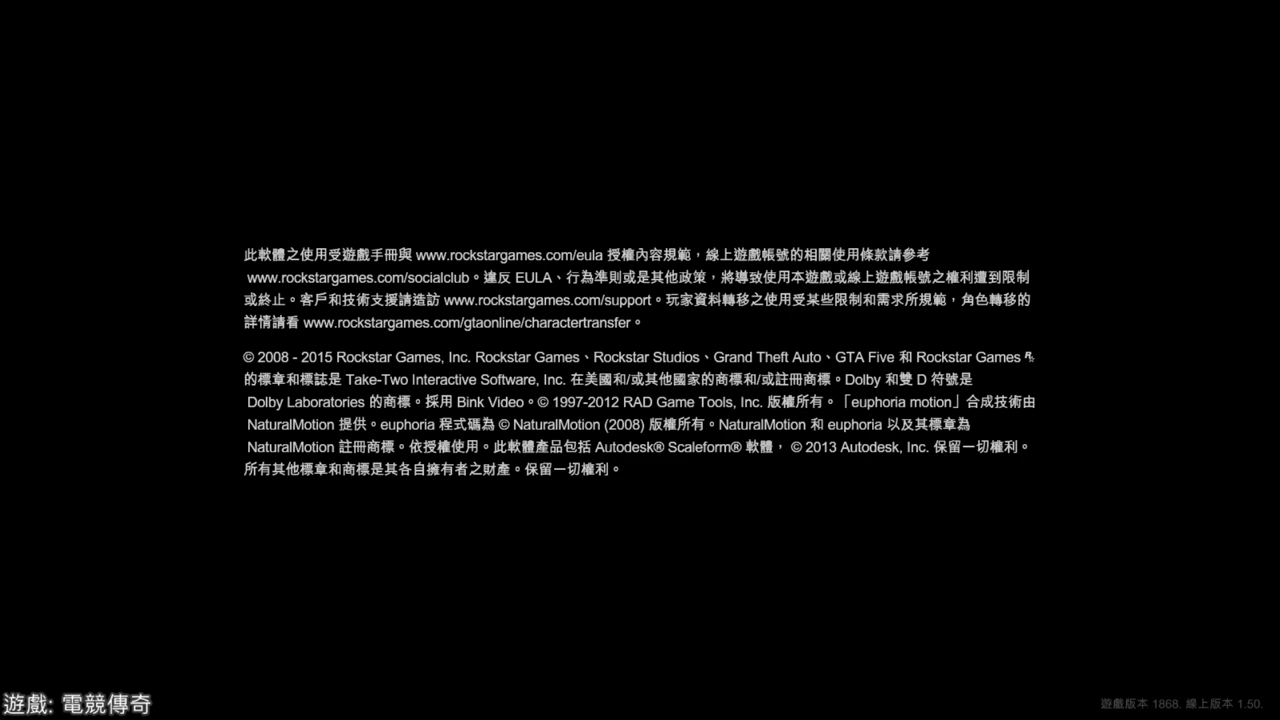 此軟體之使用受遊戲手冊與 www.rockstargames.com/eula 授權內容規範，線上遊戲帳號的相關使用條款請參考
www.rockstargames.com/socialclub。違反 EULA、行為準則或是其他政策，將導致使用本遊戲或線上遊戲帳號之權利遭到限制
或終止。客戶和技術支援請造訪 www.rockstargames.com/support。玩家資料轉移之使用受某些限制和需求所規範，角色轉移的
詳情請看 www.rockstargames.com/gtaonline/charactertransfer。
© 2008 - 2015 Rockstar Games, Inc. Rockstar Games、Rockstar Studios、Grand Theft Auto、GTA Five 和 Rockstar Games R*
的標章和標誌是 Take-Two Interactive Software, Inc. 在美國和/或其他國家的商標和/或註冊商標。Dolby 和雙 D 符號是
Dolby Laboratories 的商標。採用 Bink Video。© 1997-2012 RAD Game Tools, Inc. 版權所有。「euphoria motion」合成技術由
NaturalMotion 提供。euphoria 程式碼為 © NaturalMotion (2008) 版權所有。NaturalMotion 和 euphoria 以及其標章為
NaturalMotion 註冊商標。依授權使用。此軟體產品包括 Autodesk® Scaleform® 軟體， © 2013 Autodesk, Inc. 保留一切權利。
所有其他標章和商標是其各自擁有者之財產。保留一切權利。
遊戲: 電競傳奇
遊戲版本 1868. 線上版本 1.50.